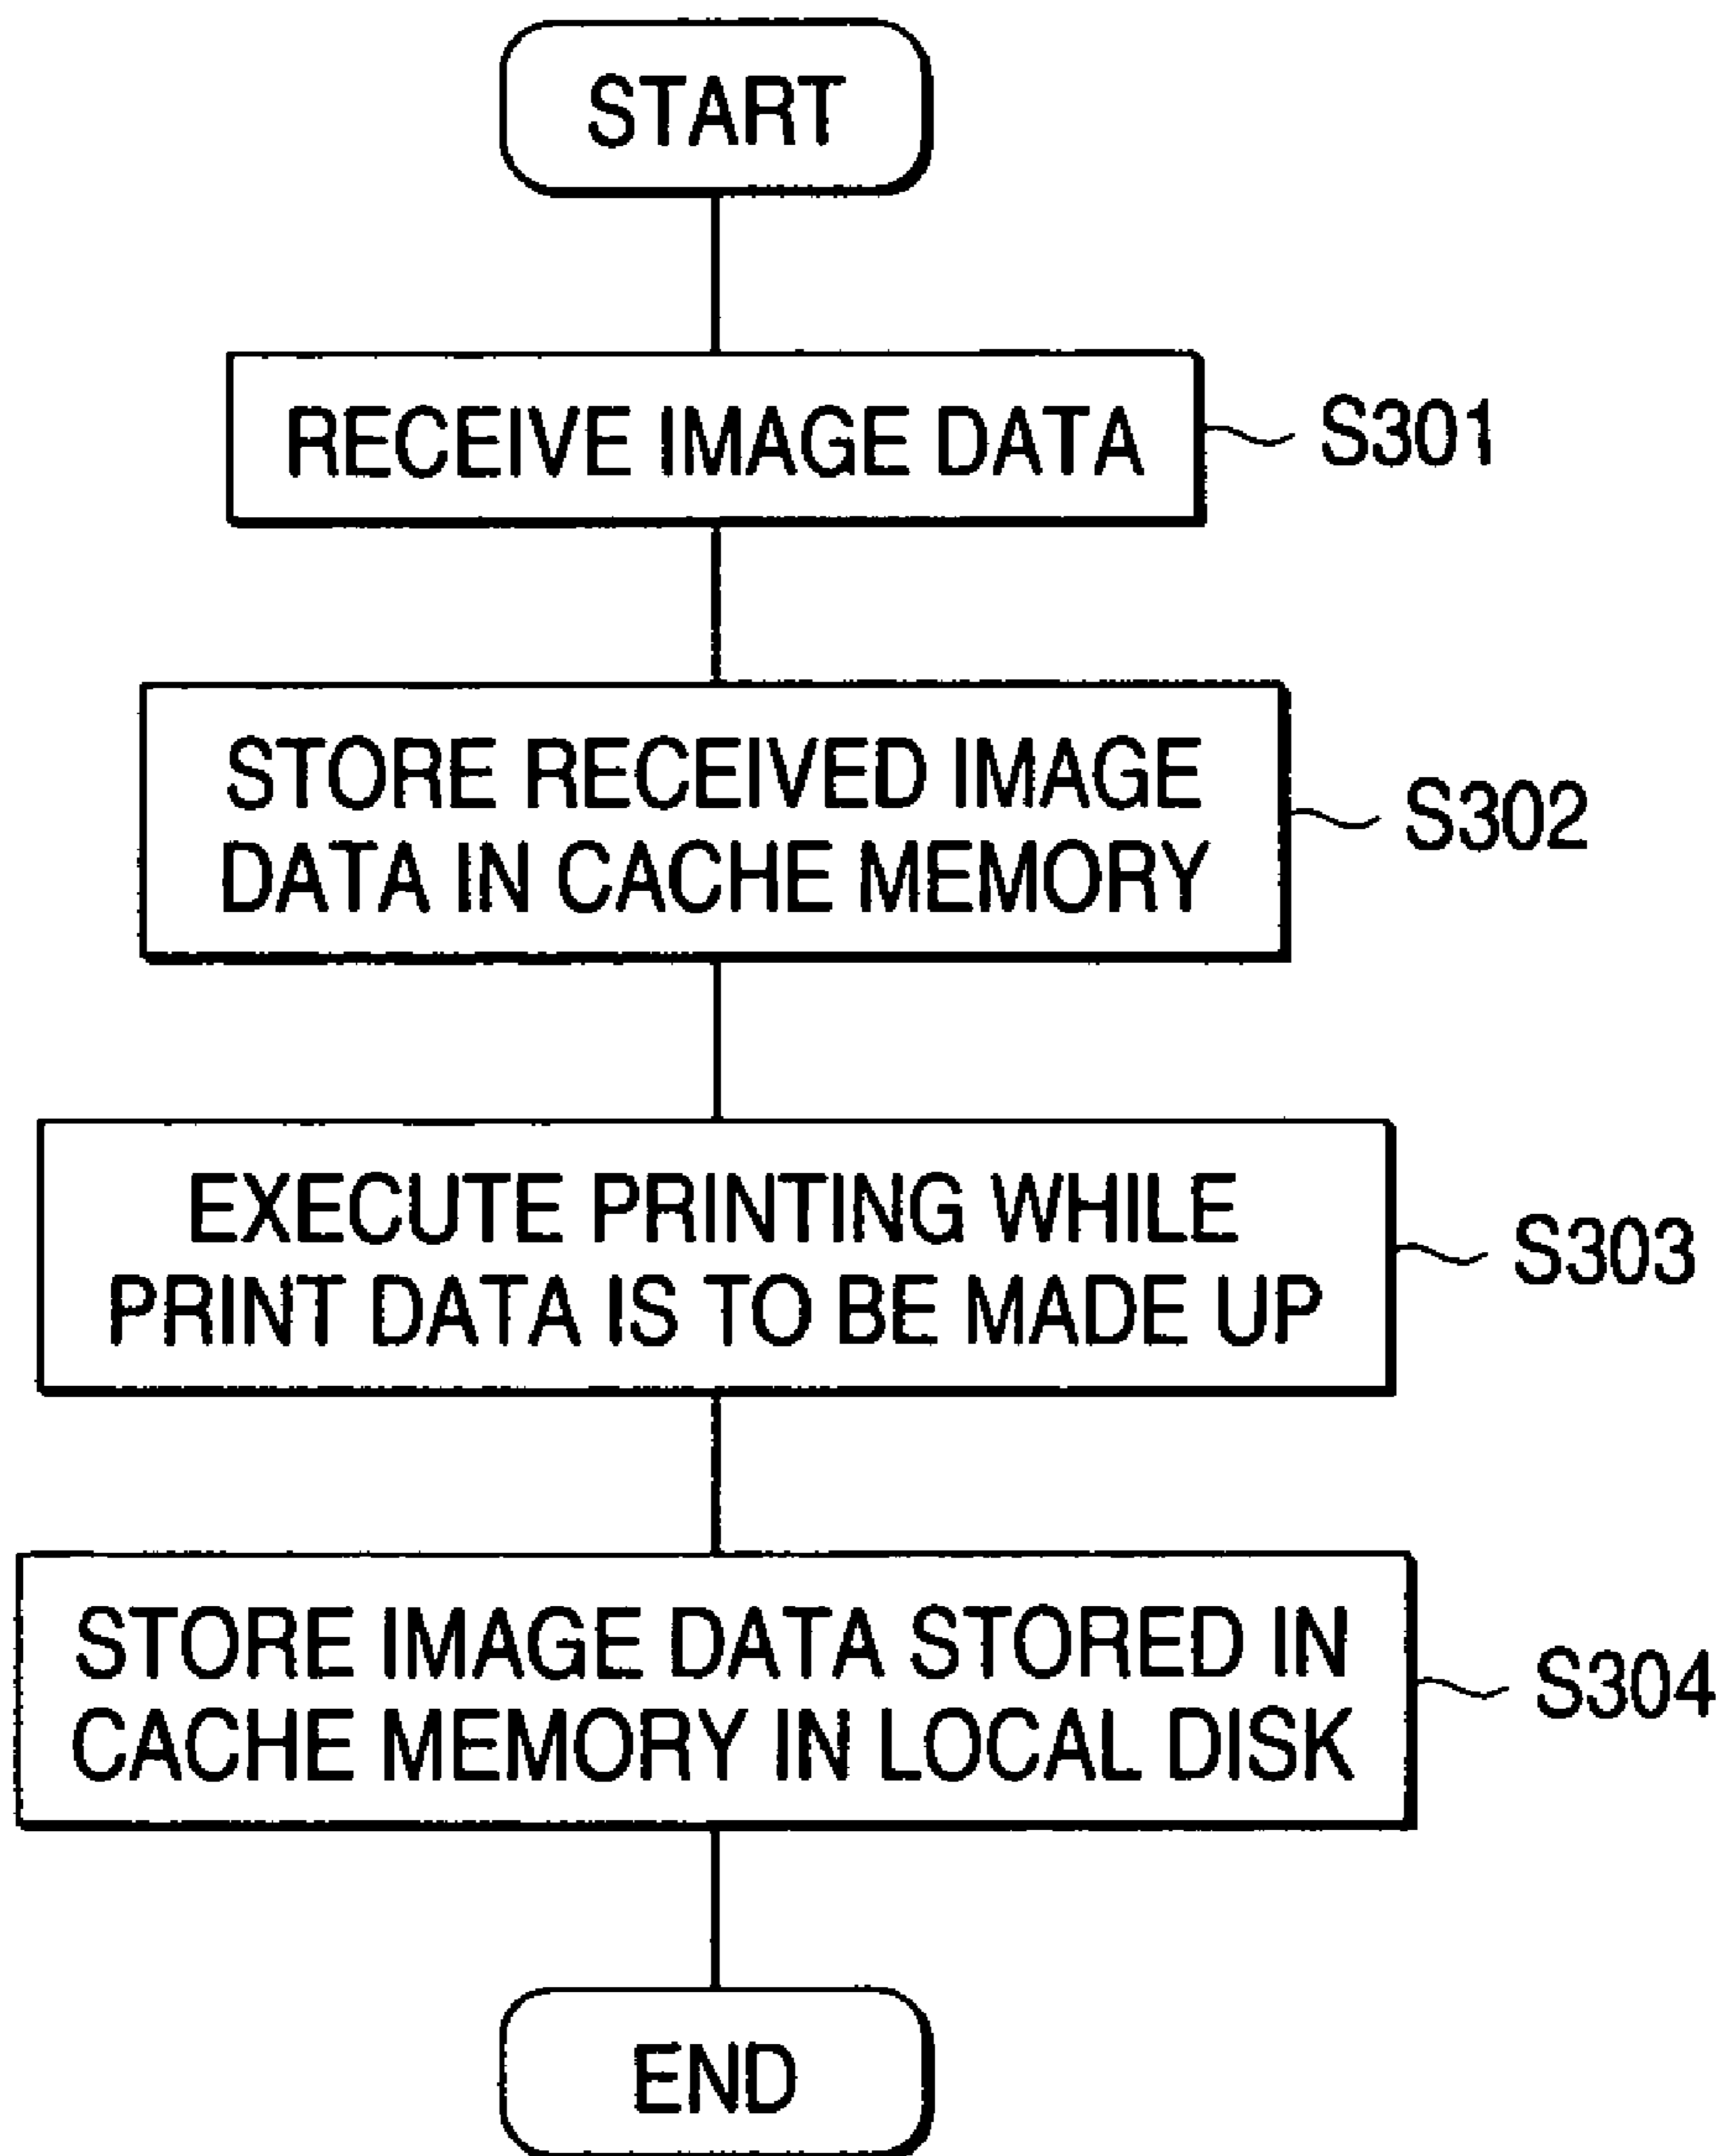 START
RECEIVE IMAGE DATA
S301
STORE RECEIVED IMAGE
DATA IN CACHE MEMORY
S302
EXECUTE PRINTING WHILE
PRINT DATA IS TO BE MADE UP
S303
STORE IMAGE DATA STORED IN
CACHE MEMORY IN LOCAL DISK
S304
END